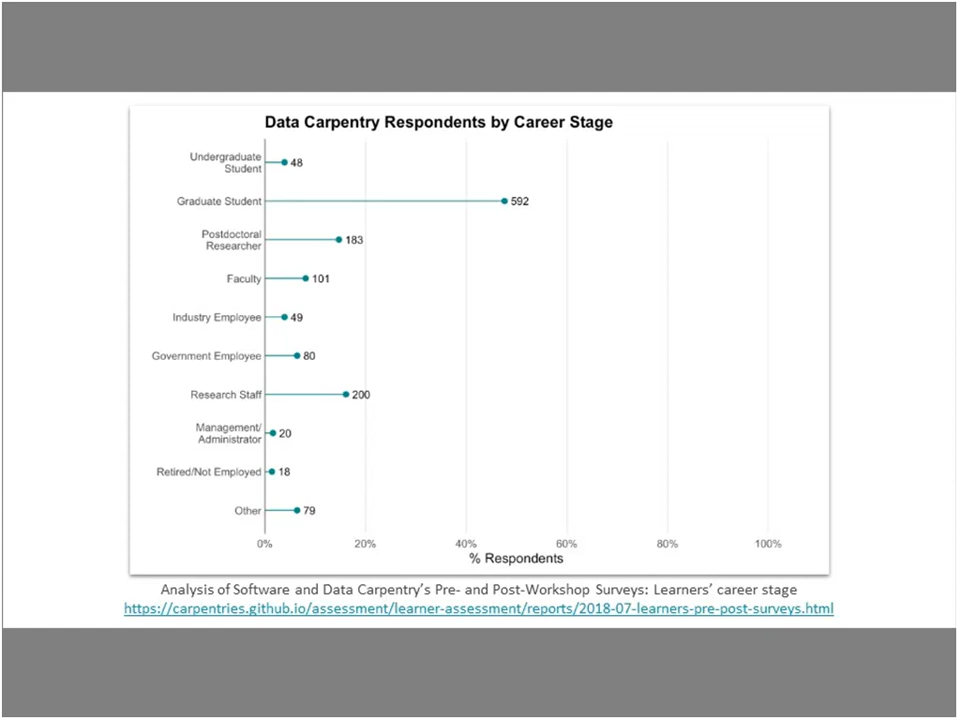 Data Carpentry Respondents by Career Stage
Undergraduate
Student
48
Graduate Student
592
Postdoctoral
Researcher
183
Faculty
101
Industry Employee
49
Government Employee
80
Research Staff
200
Management/
Administrator
20
Retired/Not Employed
18
Other
79
0% 20% 40% 60% 80% 100%
% Respondents
Analysis of Software and Data Carpentry’s Pre- and Post-Workshop Surveys: Learners’ career stage
https://carpentries.github.io/assessment/learner-assessment/reports/2018-07-learners-pre-post-surveys.html